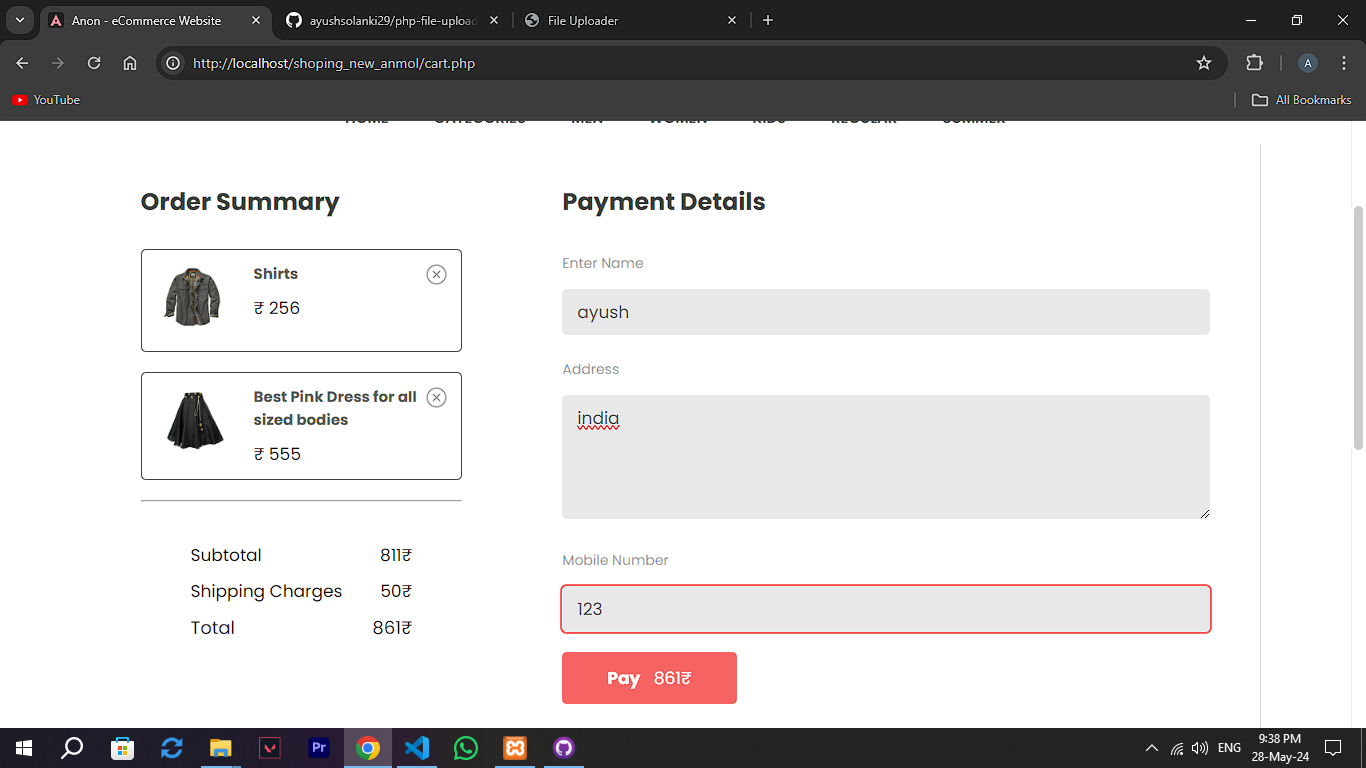 Anon - eCommerce Website
ayushsolanki29/php-file-upload
File Uploader
http://localhost/shoping_new_anmol/cart.php
A
YouTube
All Bookmarks
HOME CATEGORIES MEN WOMEN KIDS REGULAR SUMMER
Order Summary
Shirts
₹ 256
Best Pink Dress for all
sized bodies
₹ 555
Subtotal 811₹
Shipping Charges 50₹
Total 861₹
Payment Details
Enter Name
ayush
Address
india
Mobile Number
123
Pay 861₹
Pr
ENG
9:38 PM
28-May-24